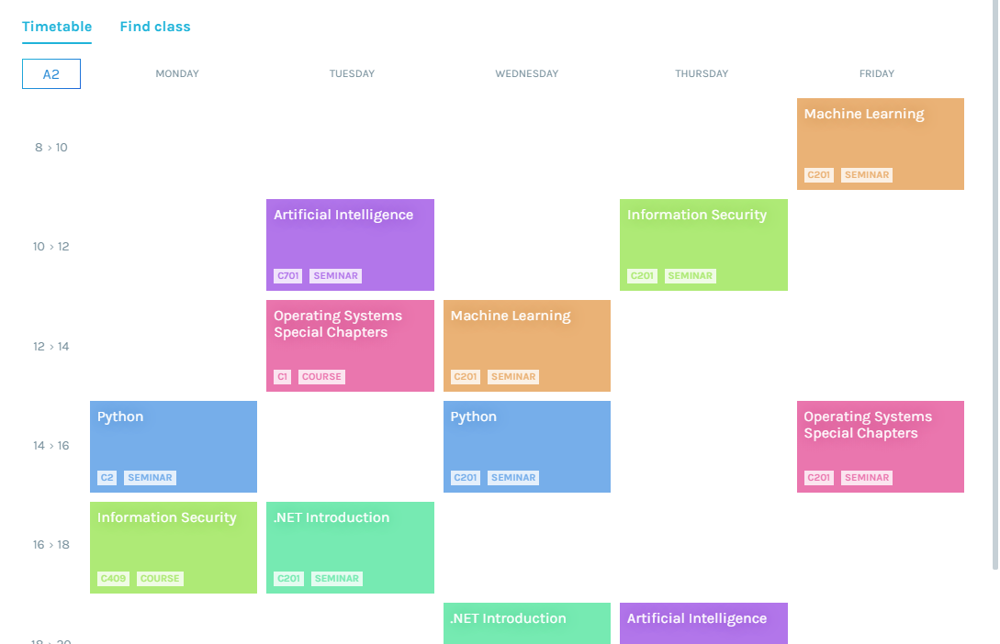 Timetable Find class
A2 MONDAY TUESDAY WEDNESDAY THURSDAY FRIDAY
8 › 10
Machine Learning
C201 SEMINAR
10 › 12
Artificial Intelligence
C701 SEMINAR
Information Security
C201 SEMINAR
12 › 14
Operating Systems
Special Chapters
C1 COURSE
Machine Learning
C201 SEMINAR
14 › 16
Python
C2 SEMINAR
Python
C201 SEMINAR
Operating Systems
Special Chapters
C201 SEMINAR
16 › 18
Information Security
C409 COURSE
.NET Introduction
C201 SEMINAR
18 › 20
.NET Introduction
Artificial Intelligence